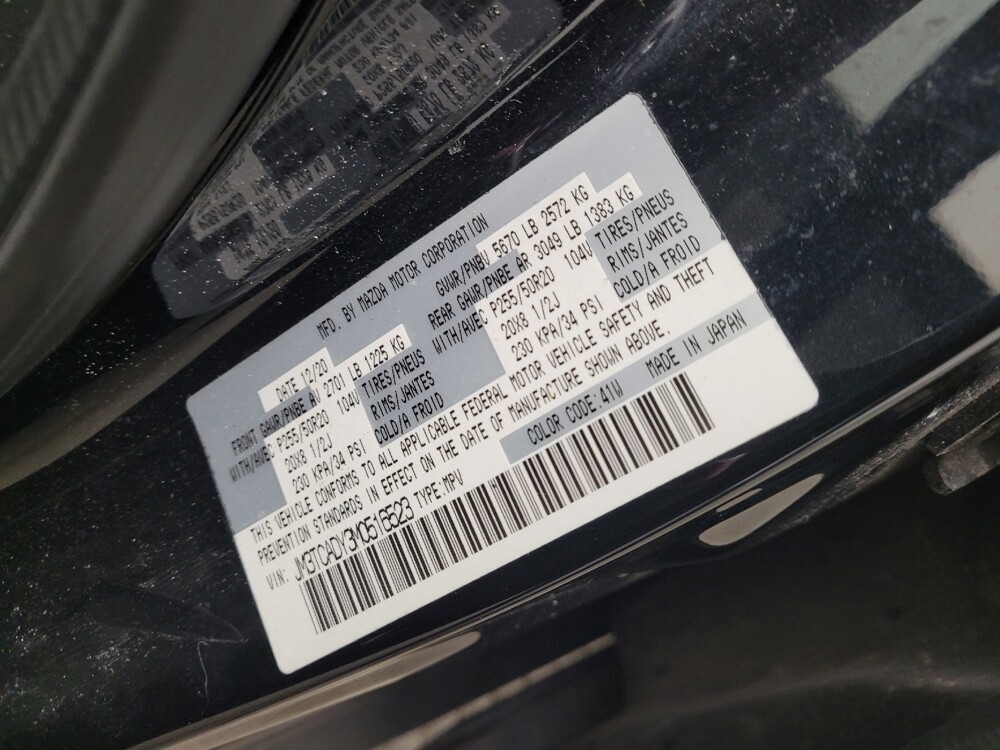 MFD. BY MAZDA MOTOR CORPORATION
DATE 12/20 GVWR/PNBV 5670 LB 2572 KG
FRONT GAWR/PNBE AV 2701 LB 1225 KG REAR GAWR/PNBE AR 3049 LB 1383 KG
WITH/AVEC P255/50R20 104V TIRES/PNEUS WITH/AVEC P255/50R20 104V TIRES/PNEUS
20X8 1/2J RIMS/JANTES 20X8 1/2J RIMS/JANTES
230 KPA/34 PSI COLD/A FROID 230 KPA/34 PSI COLD/A FROID
THIS VEHICLE CONFORMS TO ALL APPLICABLE FEDERAL MOTOR VEHICLE SAFETY AND THEFT
PREVENTION STANDARDS IN EFFECT ON THE DATE OF MANUFACTURE SHOWN ABOVE.
VIN: JM3TCADY3M0515523 TYPE:MPV COLOR CODE:41W MADE IN JAPAN